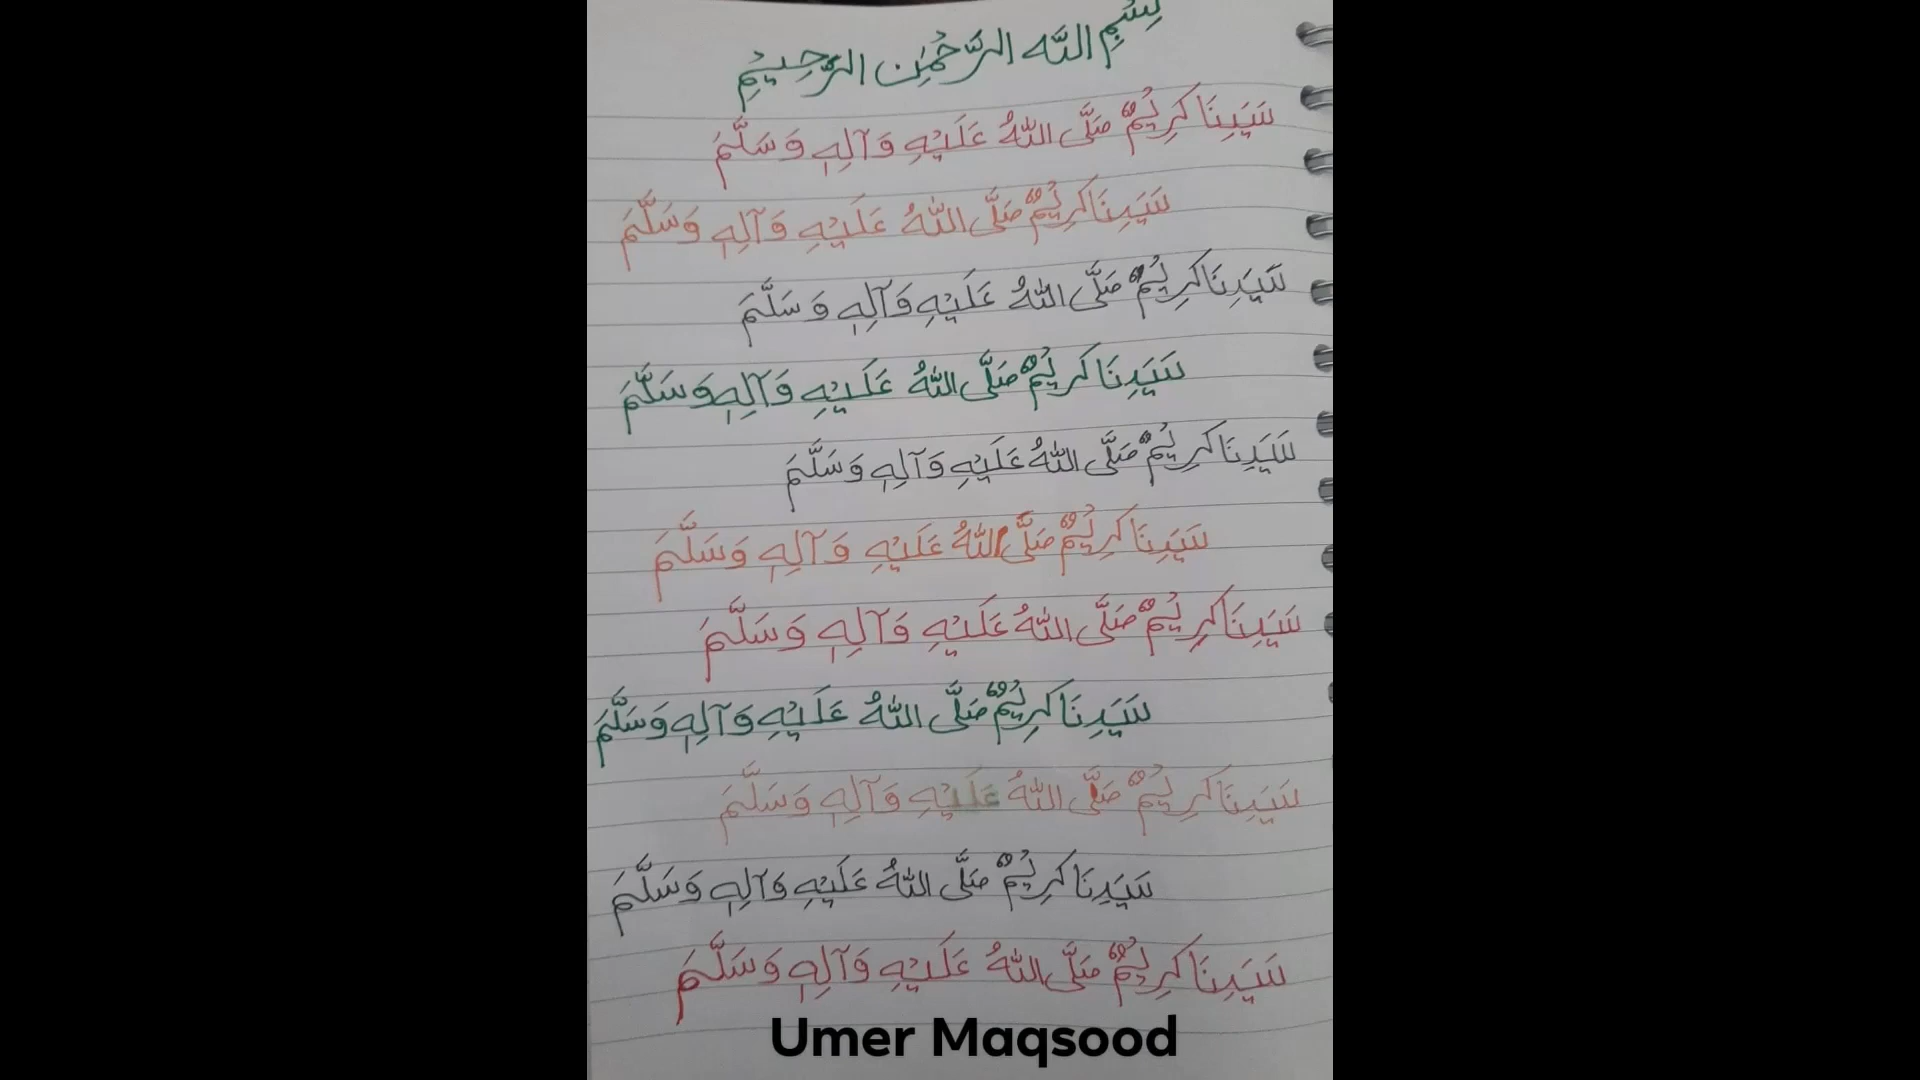 بِسْمِ اللّٰه الرَّحْمٰنِ الرَّحِيمِ
سَيَدِنَا كَرِيْمٌ صَلَّى اللّٰهُ عَلَيْهِ وَآلِهٖ وَسَلَّمَ
سَيَدِنَا كَرِيْمٌ صَلَّى اللّٰهُ عَلَيْهِ وَآلِهٖ وَسَلَّمَ
سَيَدِنَا كَرِيْمٌ صَلَّى اللّٰهُ عَلَيْهِ وَآلِهٖ وَسَلَّمَ
سَيَدِنَا كَرِيْمٌ صَلَّى اللّٰهُ عَلَيْهِ وَآلِهٖ وَسَلَّمَ
سَيَدِنَا كَرِيْمٌ صَلَّى اللّٰهُ عَلَيْهِ وَآلِهٖ وَسَلَّمَ
سَيَدِنَا كَرِيْمٌ صَلَّى اللّٰهُ عَلَيْهِ وَآلِهٖ وَسَلَّمَ
سَيَدِنَا كَرِيْمٌ صَلَّى اللّٰهُ عَلَيْهِ وَآلِهٖ وَسَلَّمَ
سَيَدِنَا كَرِيْمٌ صَلَّى اللّٰهُ عَلَيْهِ وَآلِهٖ وَسَلَّمَ
سَيَدِنَا كَرِيْمٌ صَلَّى اللّٰهُ عَلَيْهِ وَآلِهٖ وَسَلَّمَ
سَيَدِنَا كَرِيْمٌ صَلَّى اللّٰهُ عَلَيْهِ وَآلِهٖ وَسَلَّمَ
سَيَدِنَا كَرِيْمٌ صَلَّى اللّٰهُ عَلَيْهِ وَآلِهٖ وَسَلَّمَ
Umer Maqsood